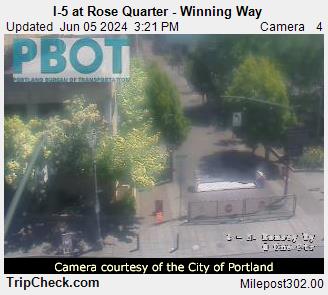 I-5 at Rose Quarter - Winning Way
Updated Jun 05 2024 3:21 PM Camera 4
PBOT
PORTLAND BUREAU OF TRANSPORTATION
Camera courtesy of the City of Portland
TripCheck.com Milepost302.00